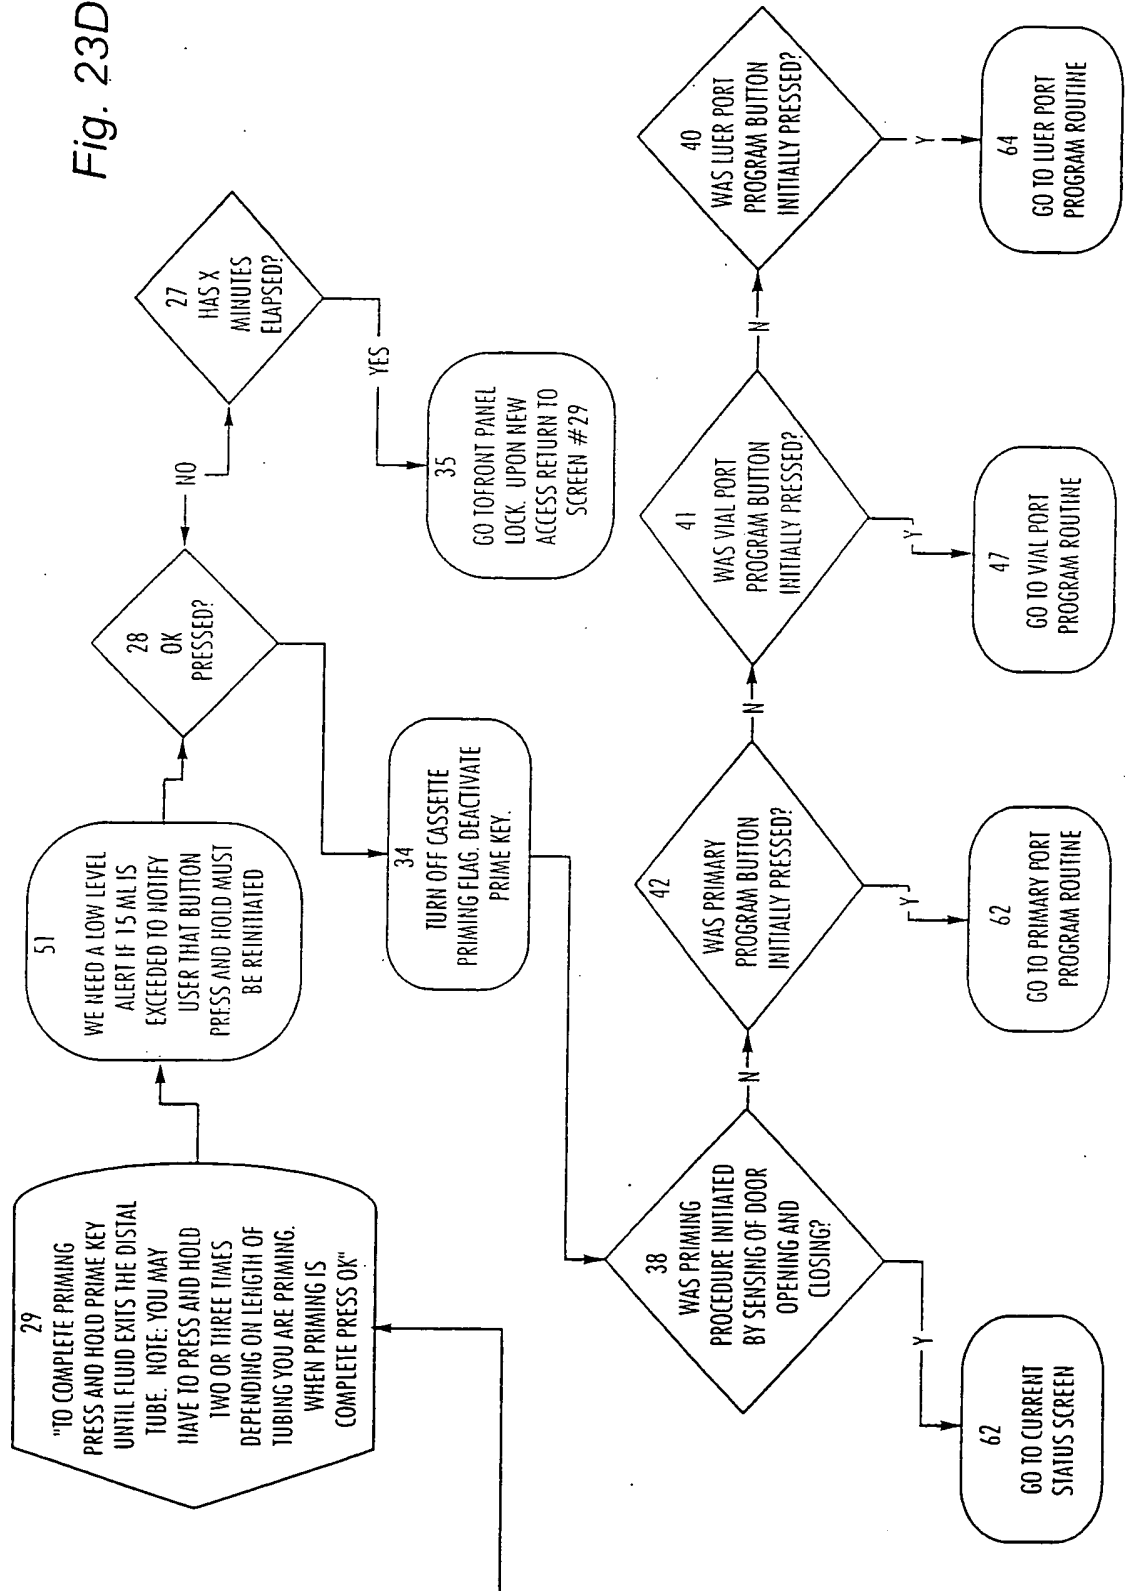 Fig. 23D
29
"TO COMPLETE PRIMING
PRESS AND HOLD PRIME KEY
UNTIL FLUID EXITS THE DISTAL
TUBE. NOTE: YOU MAY
HAVE TO PRESS AND HOLD
TWO OR THREE TIMES
DEPENDING ON LENGTH OF
TUBING YOU ARE PRIMING.
WHEN PRIMING IS
COMPLETE PRESS OK"
51
WE NEED A LOW LEVEL
ALERT IF 15 ML IS
EXCEEDED TO NOTIFY
USER THAT BUTTON
PRESS AND HOLD MUST
BE REINITIATED
28
OK
PRESSED?
NO
27
HAS X
MINUTES
ELAPSED?
YES
35
GO TOFRONT PANEL
LOCK. UPON NEW
ACCESS RETURN TO
SCREEN #29
34
TURN OFF CASSETTE
PRIMING FLAG. DEACTIVATE
PRIME KEY.
38
WAS PRIMING
PROCEDURE INITIATED
BY SENSING OF DOOR
OPENING AND
CLOSING?
N
42
WAS PRIMARY
PROGRAM BUTTON
INITIALLY PRESSED?
N
41
WAS VIAL PORT
PROGRAM BUTTON
INITIALLY PRESSED?
N
40
WAS LUER PORT
PROGRAM BUTTON
INITIALLY PRESSED?
Y
62
GO TO CURRENT
STATUS SCREEN
Y
62
GO TO PRIMARY PORT
PROGRAM ROUTINE
Y
47
GO TO VIAL PORT
PROGRAM ROUTINE
Y
64
GO TO LUER PORT
PROGRAM ROUTINE